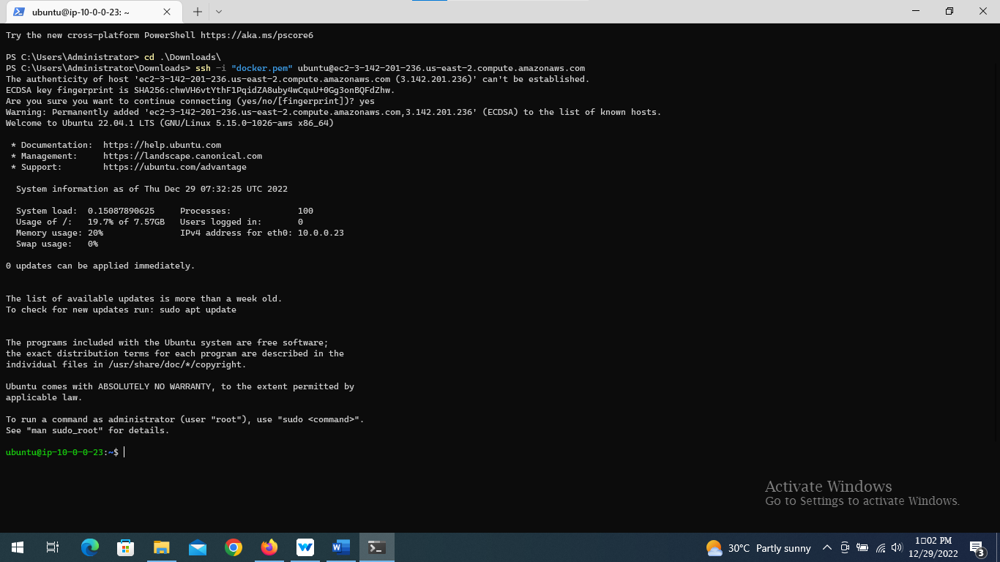 ubuntu@ip-10-0-0-23: ~
Try the new cross-platform PowerShell https://aka.ms/pscore6
PS C:\Users\Administrator> cd .\Downloads\
PS C:\Users\Administrator\Downloads> ssh -i "docker.pem" ubuntu@ec2-3-142-201-236.us-east-2.compute.amazonaws.com
The authenticity of host 'ec2-3-142-201-236.us-east-2.compute.amazonaws.com (3.142.201.236)' can't be established.
ECDSA key fingerprint is SHA256:chwVH6vtYthF1PqidZA8uby4wCquU+0Gg3onBQFdZhw.
Are you sure you want to continue connecting (yes/no/[fingerprint])? yes
Warning: Permanently added 'ec2-3-142-201-236.us-east-2.compute.amazonaws.com,3.142.201.236' (ECDSA) to the list of known hosts.
Welcome to Ubuntu 22.04.1 LTS (GNU/Linux 5.15.0-1026-aws x86_64)
* Documentation:  https://help.ubuntu.com
* Management:     https://landscape.canonical.com
* Support:        https://ubuntu.com/advantage
System information as of Thu Dec 29 07:32:25 UTC 2022
System load:  0.15087890625     Processes:             100
Usage of /:   19.7% of 7.57GB   Users logged in:       0
Memory usage: 20%               IPv4 address for eth0: 10.0.0.23
Swap usage:   0%
0 updates can be applied immediately.
The list of available updates is more than a week old.
To check for new updates run: sudo apt update
The programs included with the Ubuntu system are free software;
the exact distribution terms for each program are described in the
individual files in /usr/share/doc/*/copyright.
Ubuntu comes with ABSOLUTELY NO WARRANTY, to the extent permitted by
applicable law.
To run a command as administrator (user "root"), use "sudo <command>".
See "man sudo_root" for details.
ubuntu@ip-10-0-0-23:~$
Activate Windows
Go to Settings to activate Windows.
30°C Partly sunny
1□02 PM
12/29/2022
3